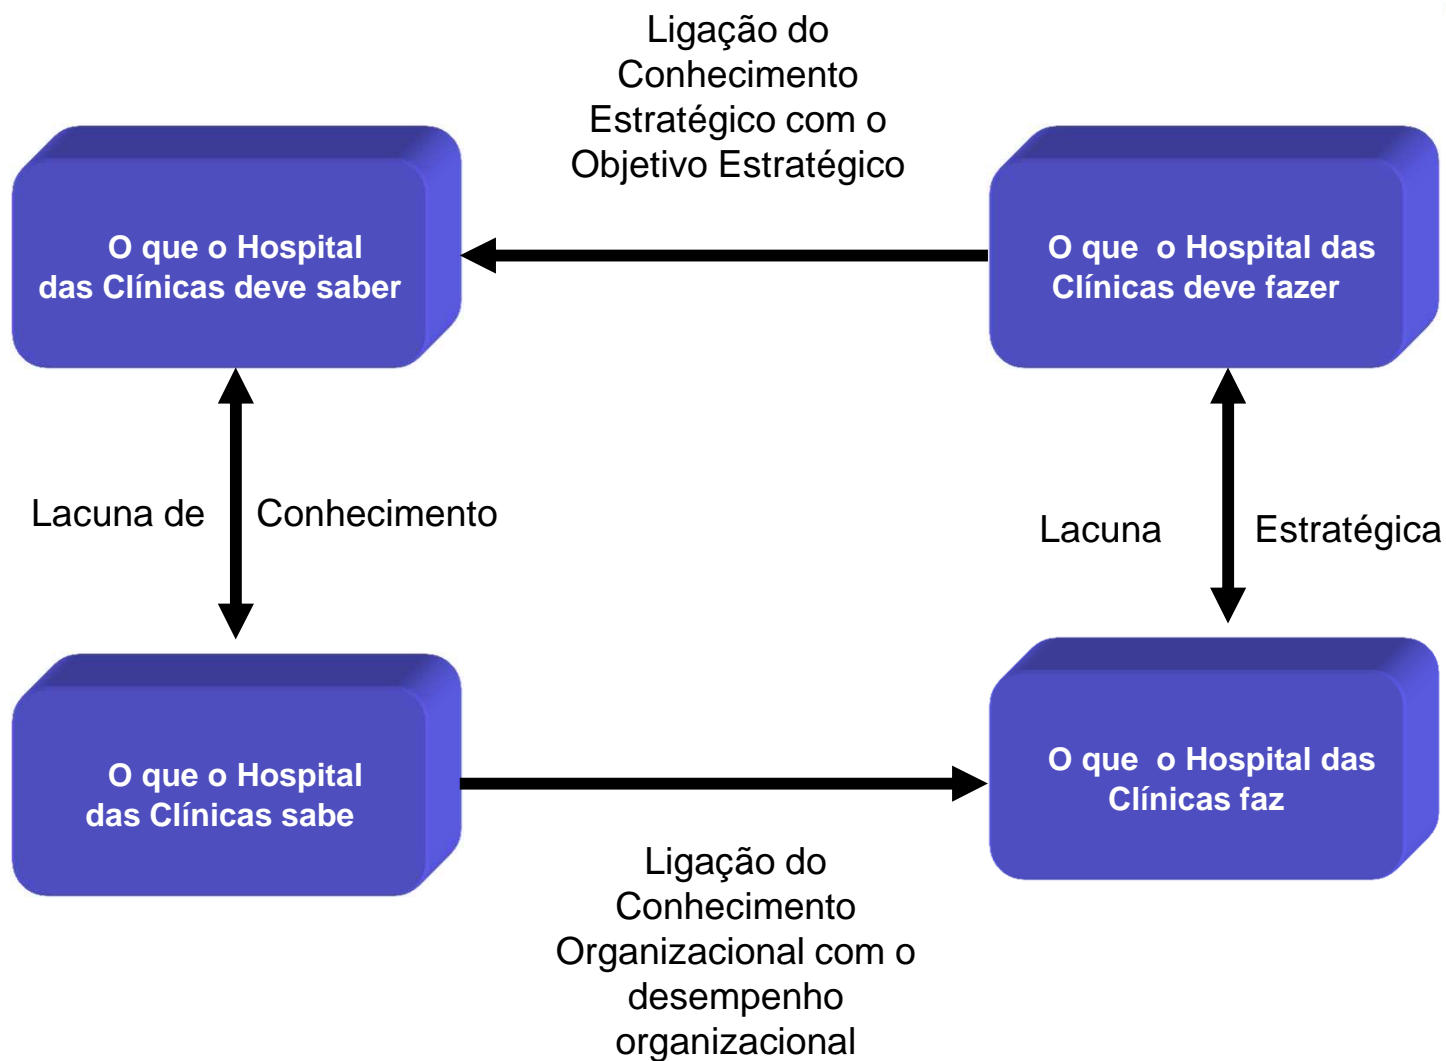 Ligação do
Conhecimento
Estratégico com o
Objetivo Estratégico
O que o Hospital
das Clínicas deve saber
O que o Hospital das
Clínicas deve fazer
Lacuna de Conhecimento
Lacuna Estratégica
O que o Hospital
das Clínicas sabe
O que o Hospital das
Clínicas faz
Ligação do
Conhecimento
Organizacional com o
desempenho
organizacional